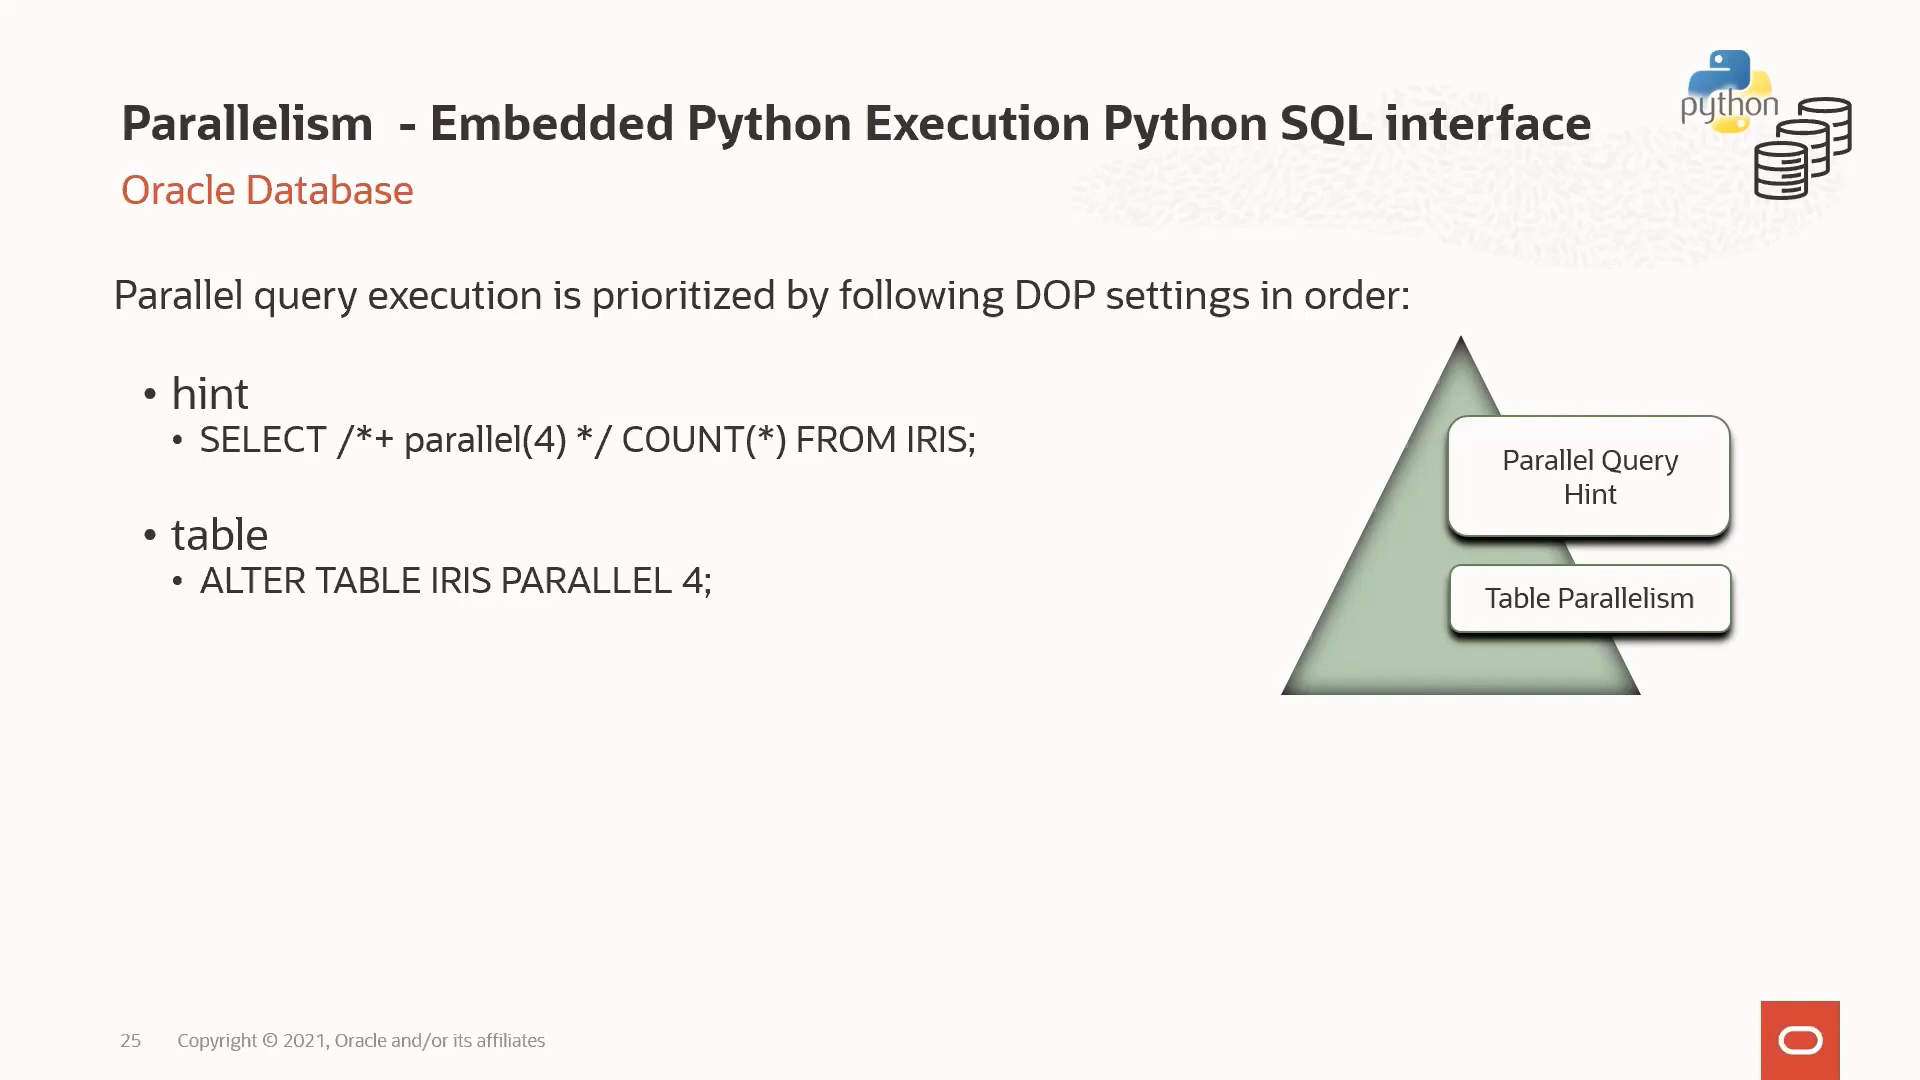 Parallelism - Embedded Python Execution Python SQL interface
python
Oracle Database
Parallel query execution is prioritized by following DOP settings in order:
• hint
• SELECT /*+ parallel(4) */ COUNT(*) FROM IRIS;
• table
• ALTER TABLE IRIS PARALLEL 4;
Parallel Query
Hint
Table Parallelism
25 Copyright © 2021, Oracle and/or its affiliates